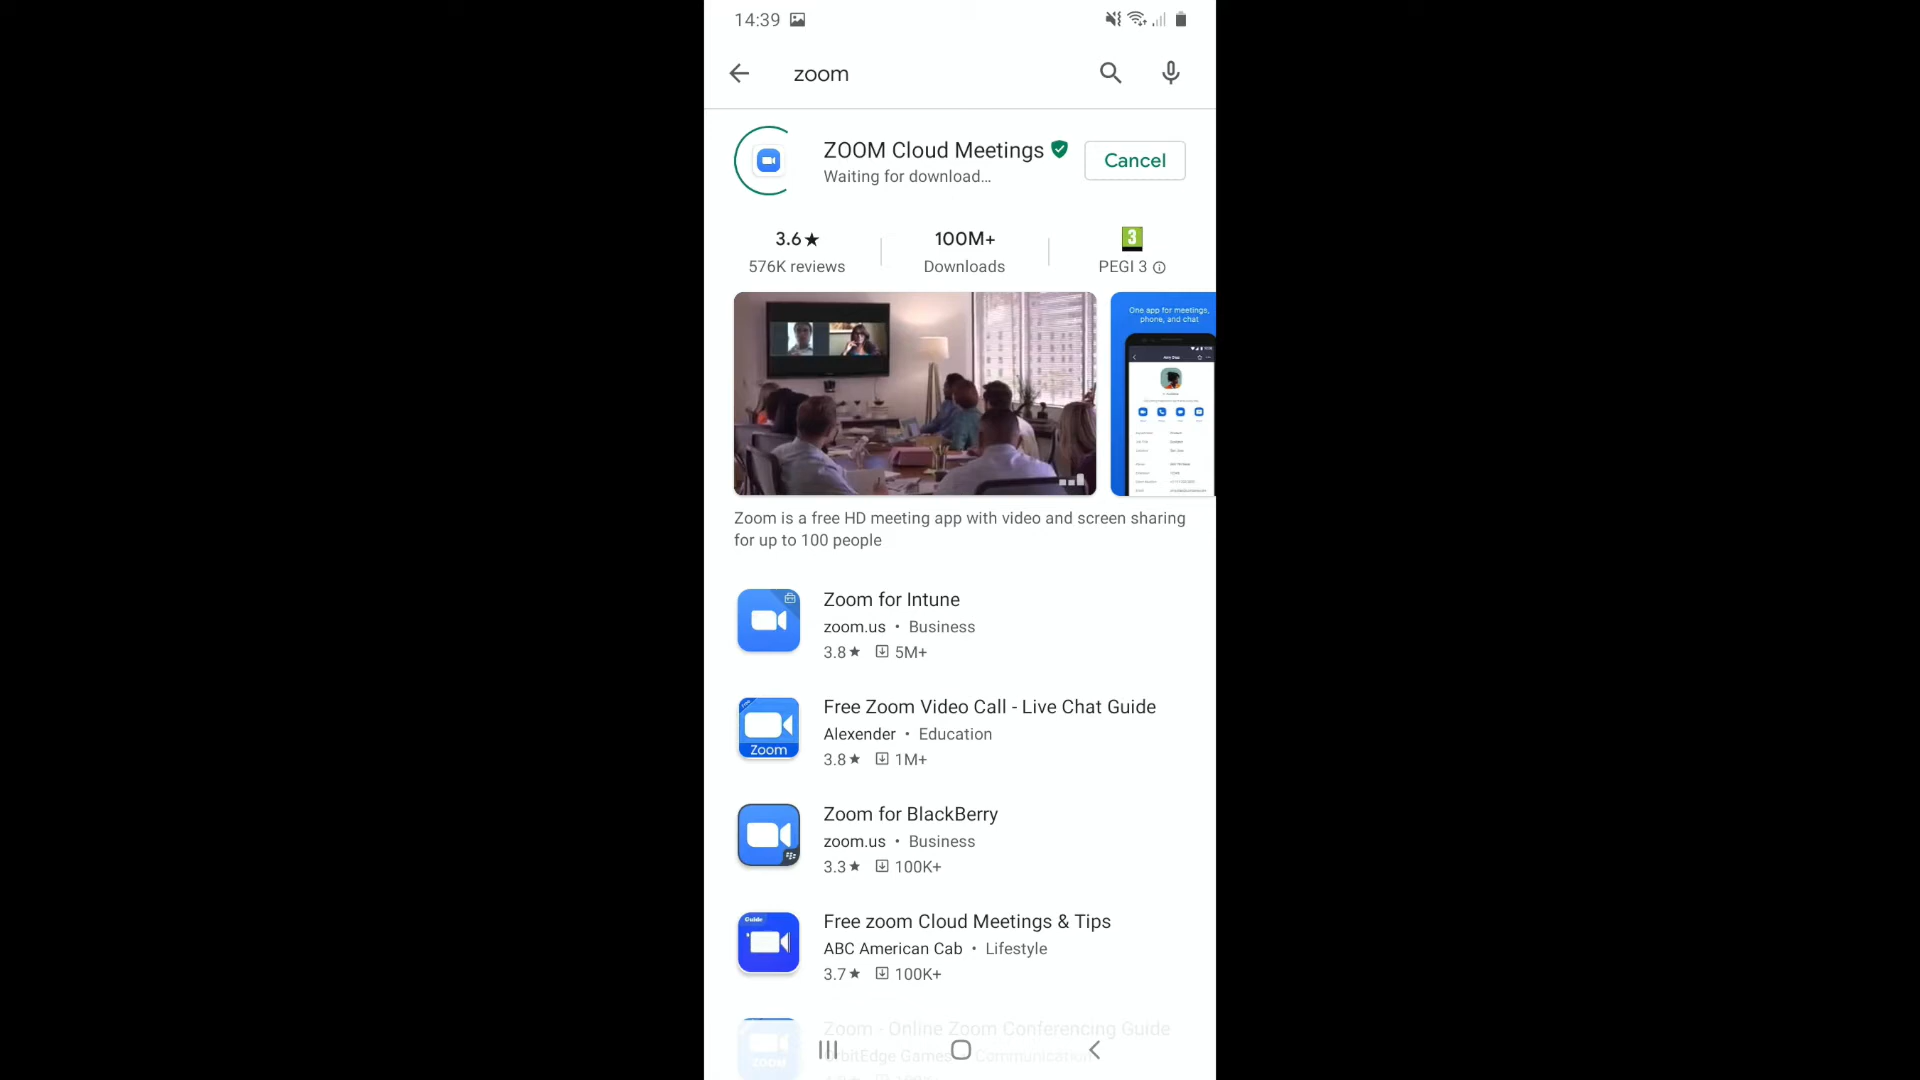 14:39
zoom
ZOOM Cloud Meetings
Waiting for download...
Cancel
3.6★
576K reviews
100M+
Downloads
3
PEGI 3
One app for meetings,
phone, and chat
Zoom is a free HD meeting app with video and screen sharing
for up to 100 people
Zoom for Intune
zoom.us • Business
3.8★ 5M+
Free Zoom Video Call - Live Chat Guide
Zoom
Alexender • Education
3.8★ 1M+
Zoom for BlackBerry
zoom.us • Business
3.3★ 100K+
Guide
Free zoom Cloud Meetings & Tips
ABC American Cab • Lifestyle
3.7★ 100K+
Zoom - Online Zoom Conferencing Guide
bitEdge Games Communication